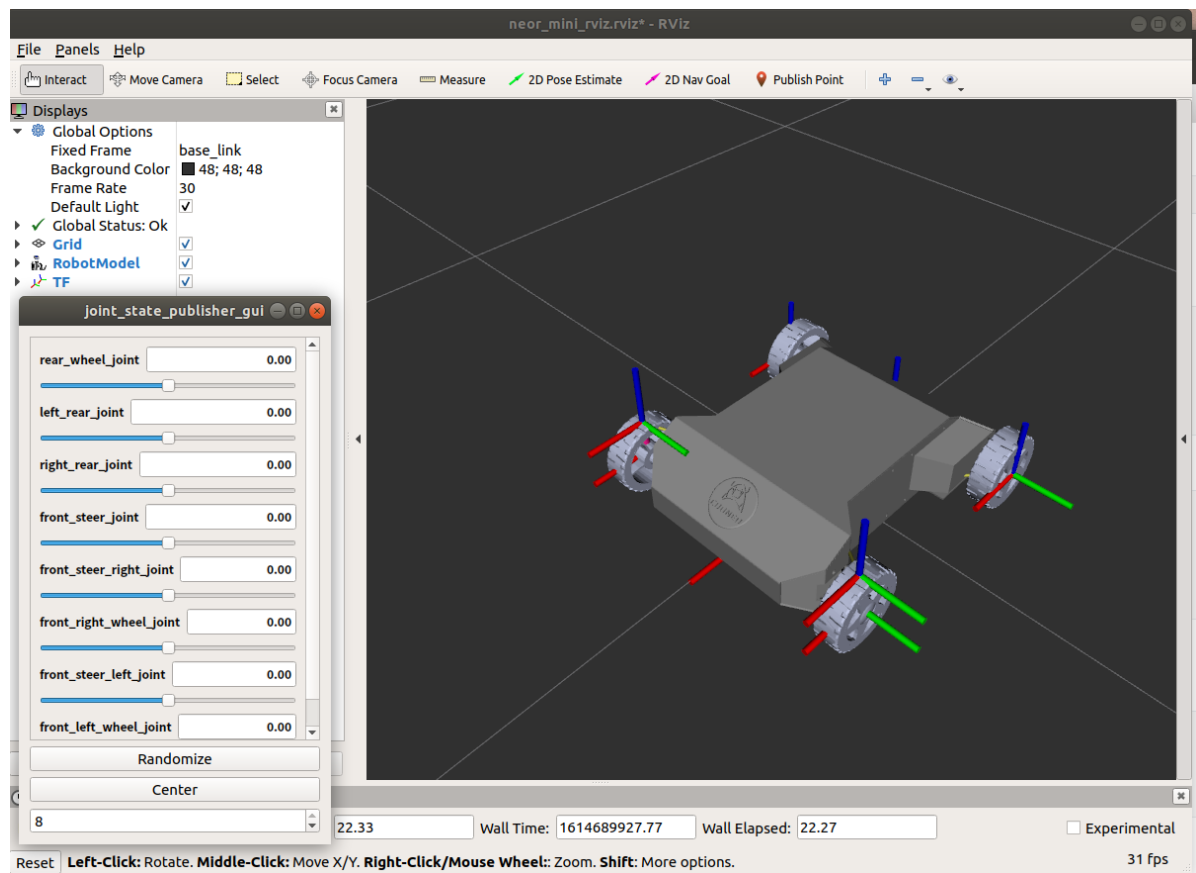 neor_mini_rviz.rviz* - RViz
File Panels Help
Interact Move Camera Select Focus Camera Measure 2D Pose Estimate 2D Nav Goal Publish Point
Displays
Global Options
Fixed Frame base_link
Background Color 48; 48; 48
Frame Rate 30
Default Light
Global Status: Ok
Grid
RobotModel
TF
joint_state_publisher_gui
rear_wheel_joint 0.00
left_rear_joint 0.00
right_rear_joint 0.00
front_steer_joint 0.00
front_steer_right_joint 0.00
front_right_wheel_joint 0.00
front_steer_left_joint 0.00
front_left_wheel_joint 0.00
Randomize
Center
8
22.33 Wall Time: 1614689927.77 Wall Elapsed: 22.27 Experimental
Reset Left-Click: Rotate. Middle-Click: Move X/Y. Right-Click/Mouse Wheel:: Zoom. Shift: More options. 31 fps